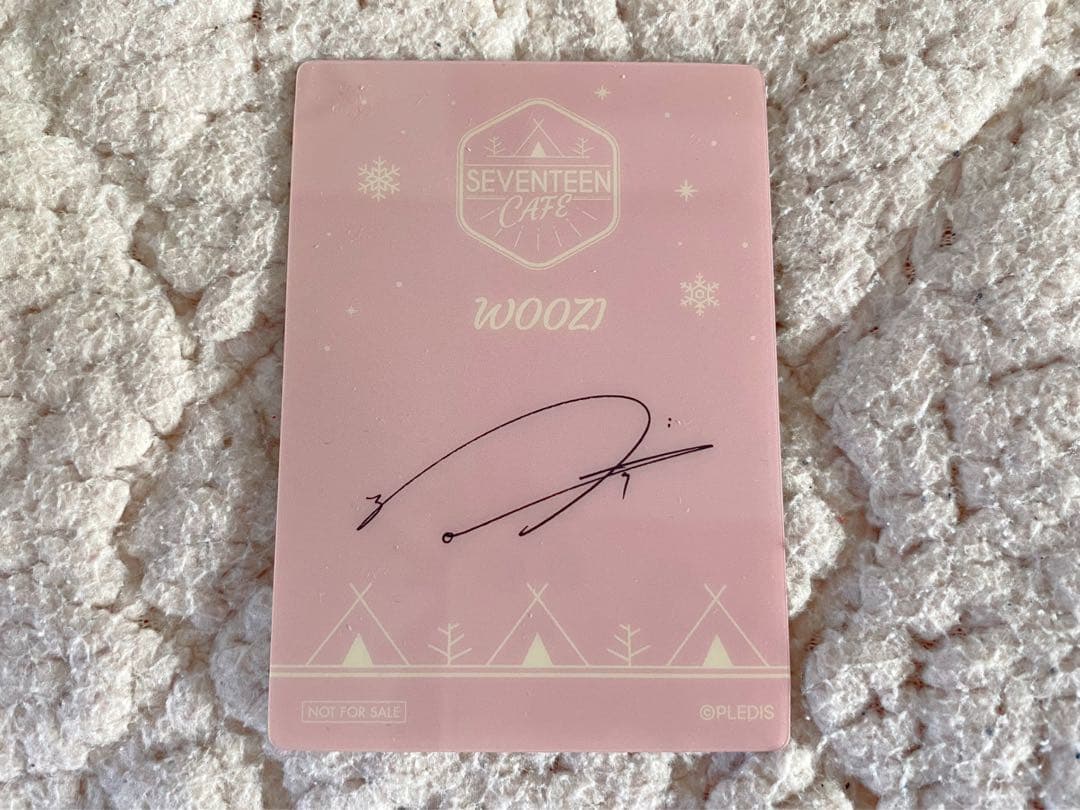 SEVENTEEN
CAFE
WOOZI
NOT FOR SALE
©PLEDIS